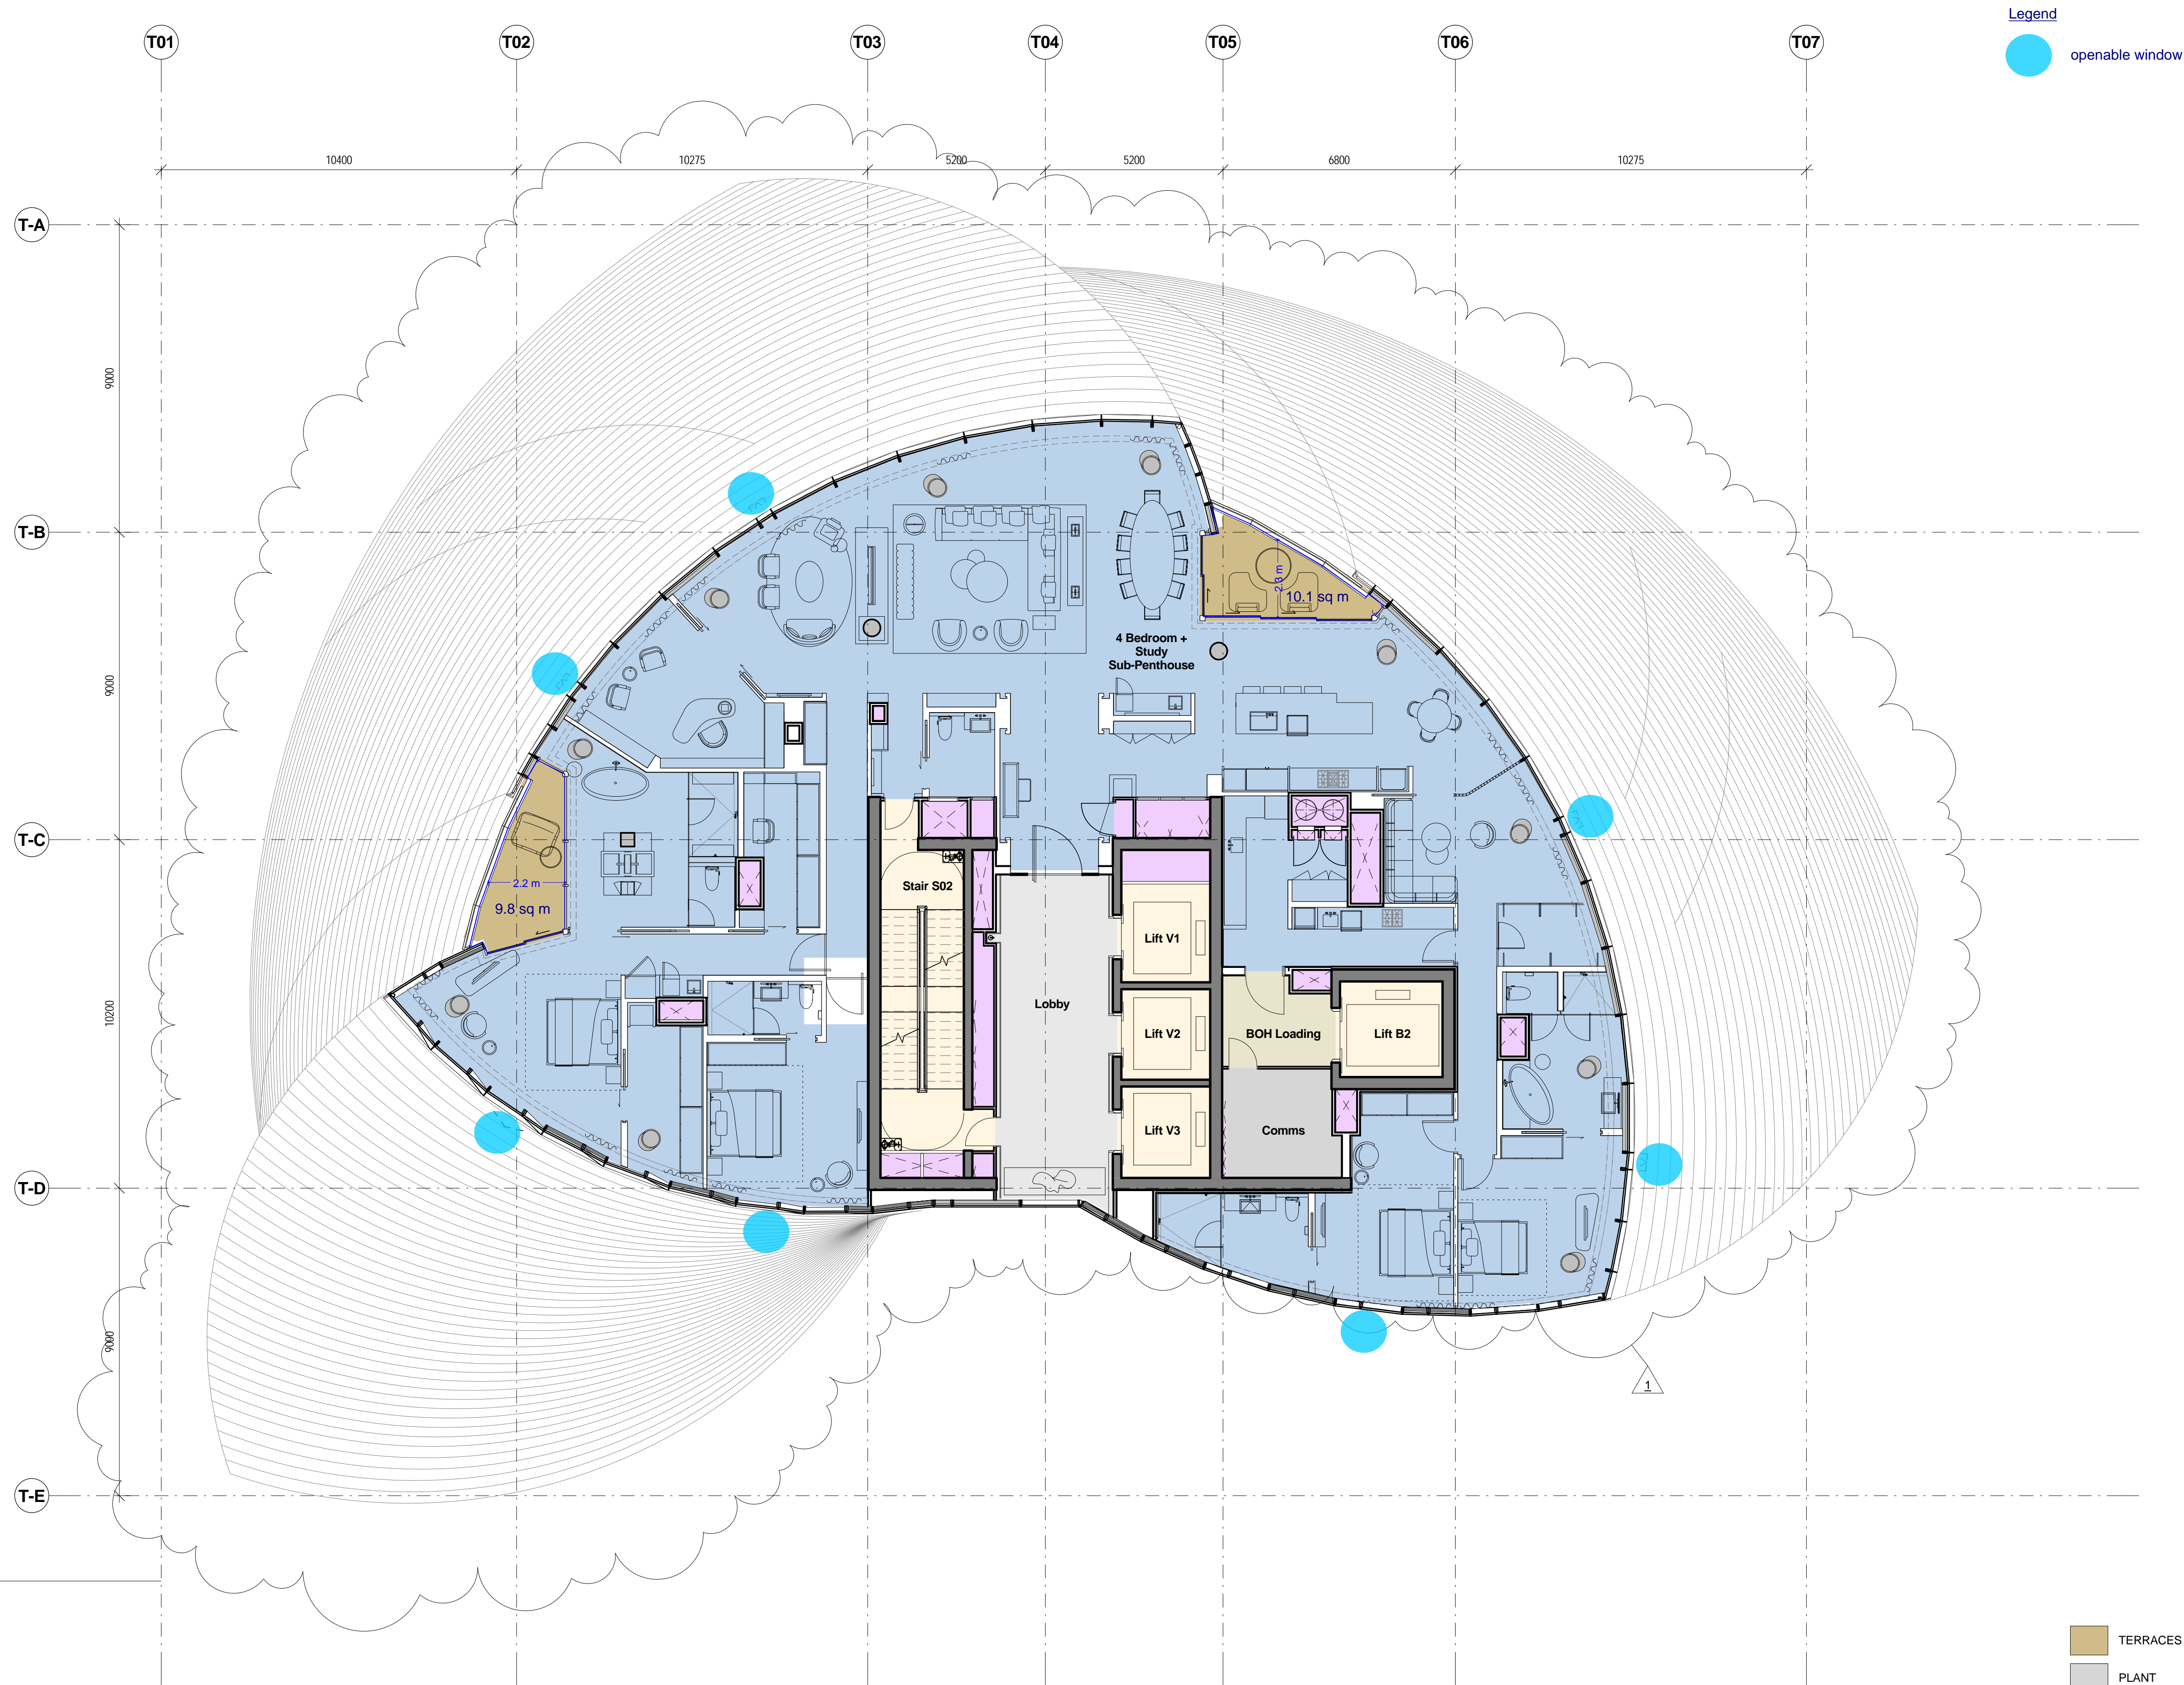 Legend
openable window
T01
T02
T03
T04
T05
T06
T07
10400
10275
5200
5200
6800
10275
T-A
9000
T-B
2.3 m
10.1 sq m
4 Bedroom +
Study
Sub-Penthouse
9000
T-C
2.2 m
9.8 sq m
Stair S02
Lift V1
Lobby
10200
Lift V2
BOH Loading
Lift B2
Lift V3
Comms
T-D
9090
1
T-E
TERRACES
PLANT